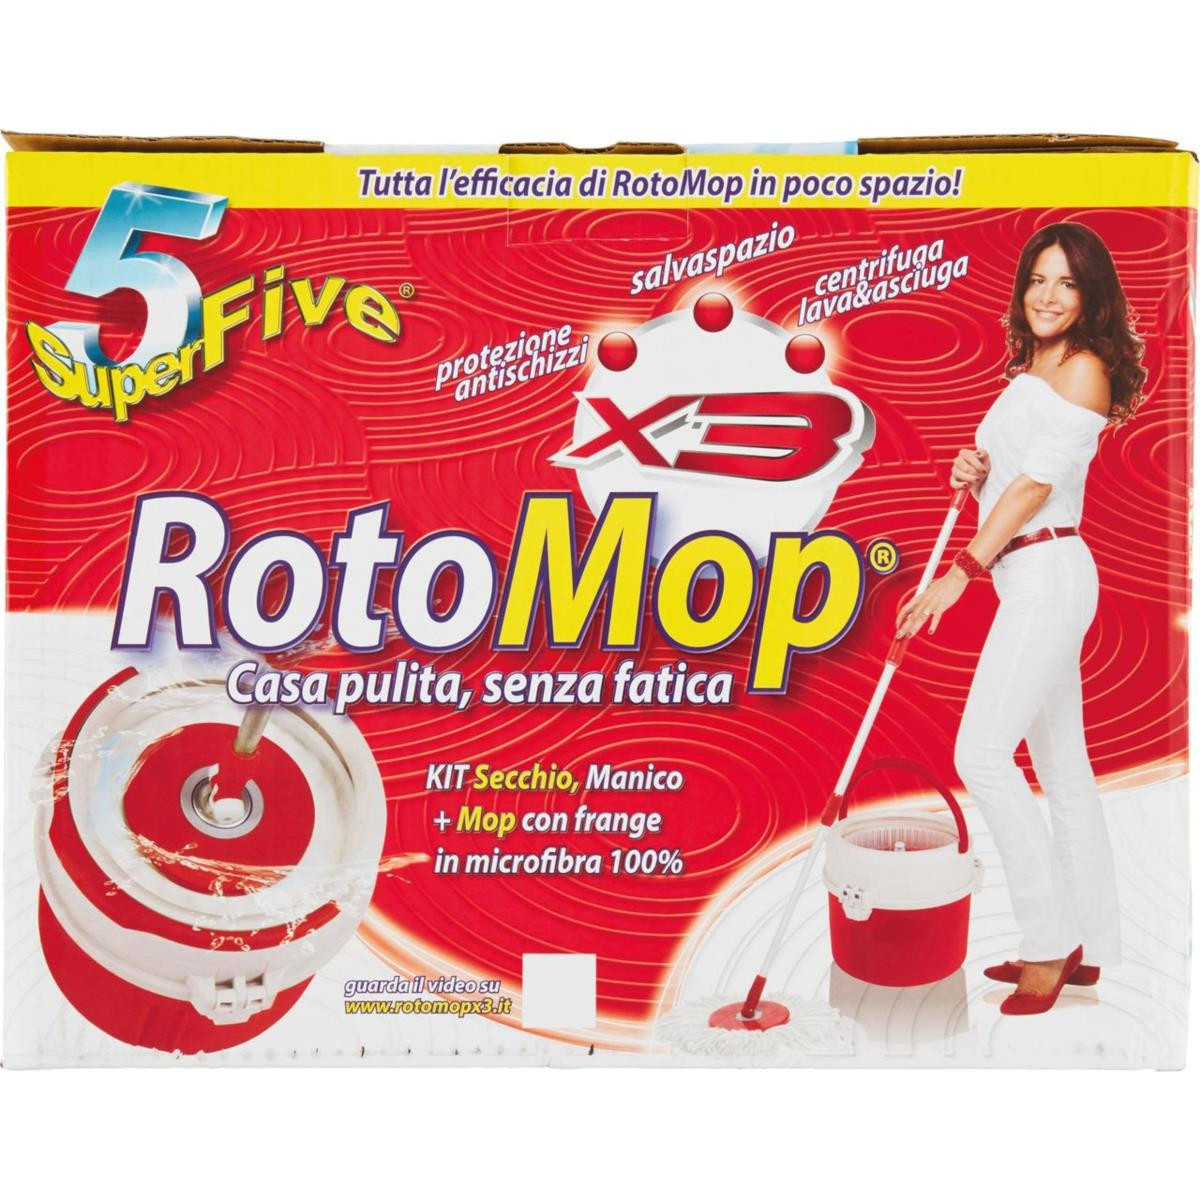 Tutta l'efficacia di RotoMop in poco spazio!
5
SuperFive®
salvaspazio
centrifuga
lava&asciuga
protezione
antischizzi
X·3
RotoMop®
Casa pulita, senza fatica
KIT Secchio, Manico
+ Mop con frange
in microfibra 100%
guarda il video su
www.rotomopx3.it